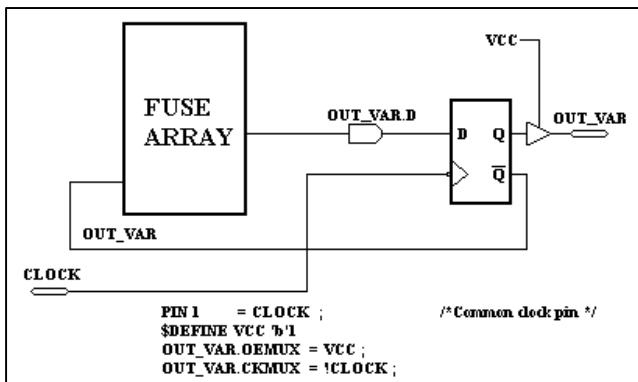 VCC
FUSE
ARRAY
OUT_VAR.D
OUT_VAR
D Q
Q
OUT_VAR
CLOCK
PIN 1 = CLOCK ; /*Common clock pin */
$DEFINE VCC 'b'1
OUT_VAR.OEMUX = VCC ;
OUT_VAR.CKMUX = !CLOCK ;